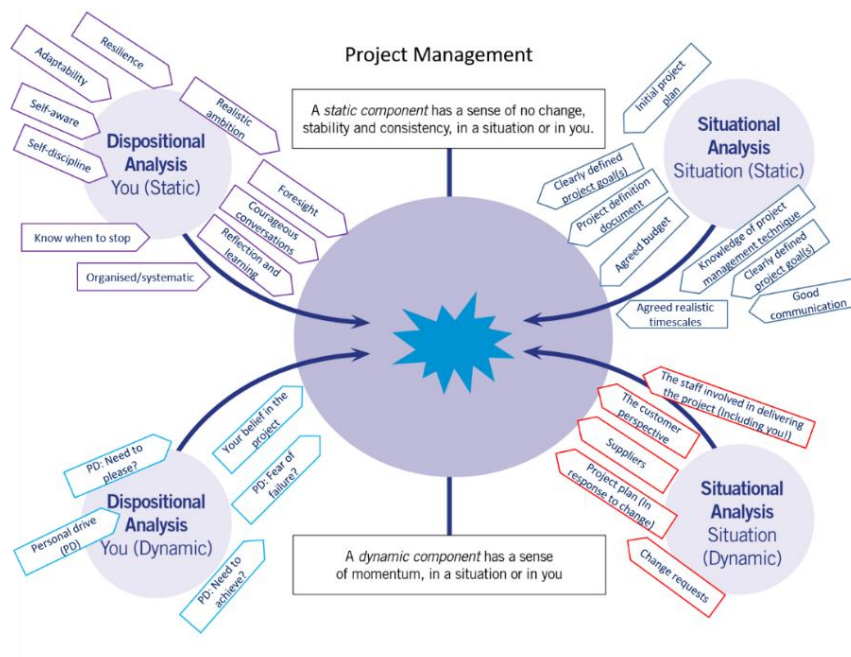 Project Management
A static component has a sense of no change,
stability and consistency, in a situation or in you.
Resilience
Adaptability
Self-aware
Self-discipline
Realistic
ambition
Dispositional
Analysis
You (Static)
Foresight
Courageous
conversations
Reflection and
learning
Know when to stop
Organised/systematic
Initial project
plan
Situational
Analysis
Situation (Static)
Clearly defined
project goal(s)
Project definition
document
Agreed budget
Knowledge of project
management technique
Clearly defined
project goal(s)
Good
communication
Agreed realistic
timescales
Your belief in the
project
PD: Need to
please?
PD: Fear of
failure?
Dispositional
Analysis
You (Dynamic)
Personal drive
(PD)
PD: Need to
achieve?
A dynamic component has a sense
of momentum, in a situation or in you
The staff involved in delivering
the project (including you!)
The customer
perspective
Suppliers
Project plan (In
response to change)
Situational
Analysis
Situation
(Dynamic)
Change requests